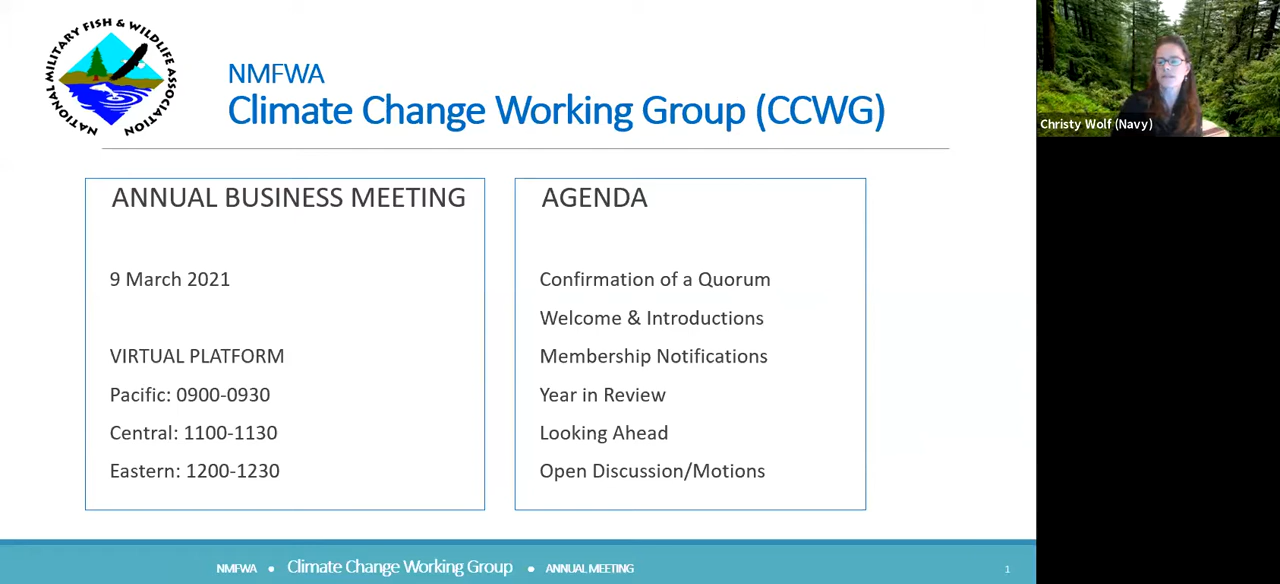 NATIONAL MILITARY FISH & WILDLIFE ASSOCIATION
NMFWA
Climate Change Working Group (CCWG)
ANNUAL BUSINESS MEETING
9 March 2021
VIRTUAL PLATFORM
Pacific: 0900-0930
Central: 1100-1130
Eastern: 1200-1230
AGENDA
Confirmation of a Quorum
Welcome & Introductions
Membership Notifications
Year in Review
Looking Ahead
Open Discussion/Motions
NMFWA • Climate Change Working Group • ANNUAL MEETING
1
Christy Wolf (Navy)